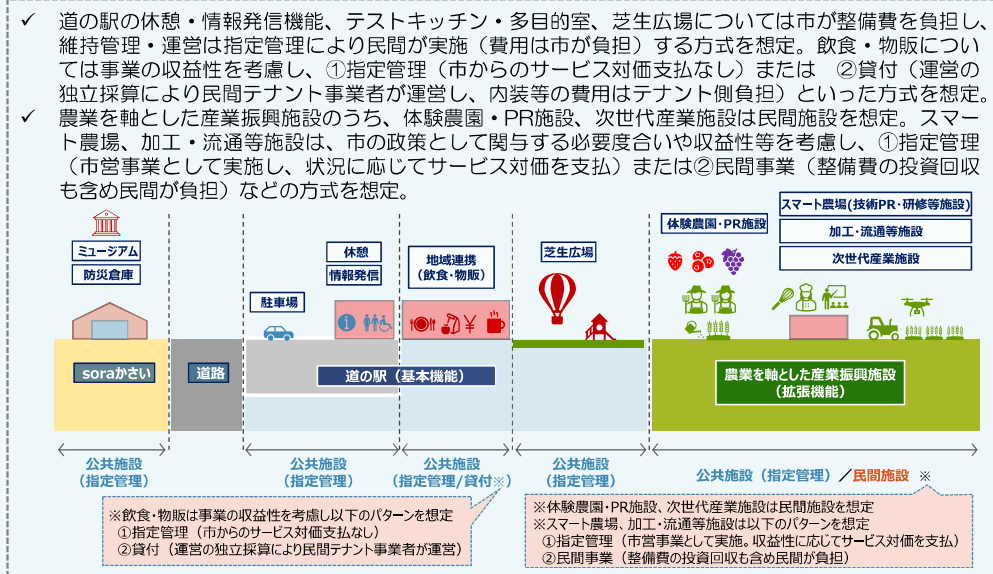 ✓ 道の駅の休憩・情報発信機能、テストキッチン・多目的室、芝生広場については市が整備費を負担し、
維持管理・運営は指定管理により民間が実施（費用は市が負担）する方式を想定。飲食・物販につい
ては事業の収益性を考慮し、①指定管理（市からのサービス対価支払なし）または　②貸付（運営の
独立採算により民間テナント事業者が運営し、内装等の費用はテナント側負担）といった方式を想定。
✓ 農業を軸とした産業振興施設のうち、体験農園・PR施設、次世代産業施設は民間施設を想定。スマー
ト農場、加工・流通等施設は、市の政策として関与する必要度合いや収益性等を考慮し、①指定管理
（市営事業として実施し、状況に応じてサービス対価を支払）または②民間事業（整備費の投資回収
も含め民間が負担）などの方式を想定。
ミュージアム
防災倉庫
駐車場
休憩
情報発信
地域連携
（飲食・物販）
芝生広場
体験農園・PR施設
スマート農場(技術PR・研修等施設)
加工・流通等施設
次世代産業施設
soraかさい
道路
道の駅（基本機能）
農業を軸とした産業振興施設
（拡張機能）
公共施設
（指定管理）
公共施設
（指定管理）
公共施設
（指定管理/貸付※）
公共施設
（指定管理）
公共施設（指定管理）/民間施設 ※
※飲食・物販は事業の収益性を考慮し以下のパターンを想定
①指定管理（市からのサービス対価支払なし）
②貸付（運営の独立採算により民間テナント事業者が運営）
※体験農園・PR施設、次世代産業施設は民間施設を想定
※スマート農場、加工・流通等施設は以下のパターンを想定
①指定管理（市営事業として実施。収益性に応じてサービス対価を支払）
②民間事業（整備費の投資回収も含め民間が負担）